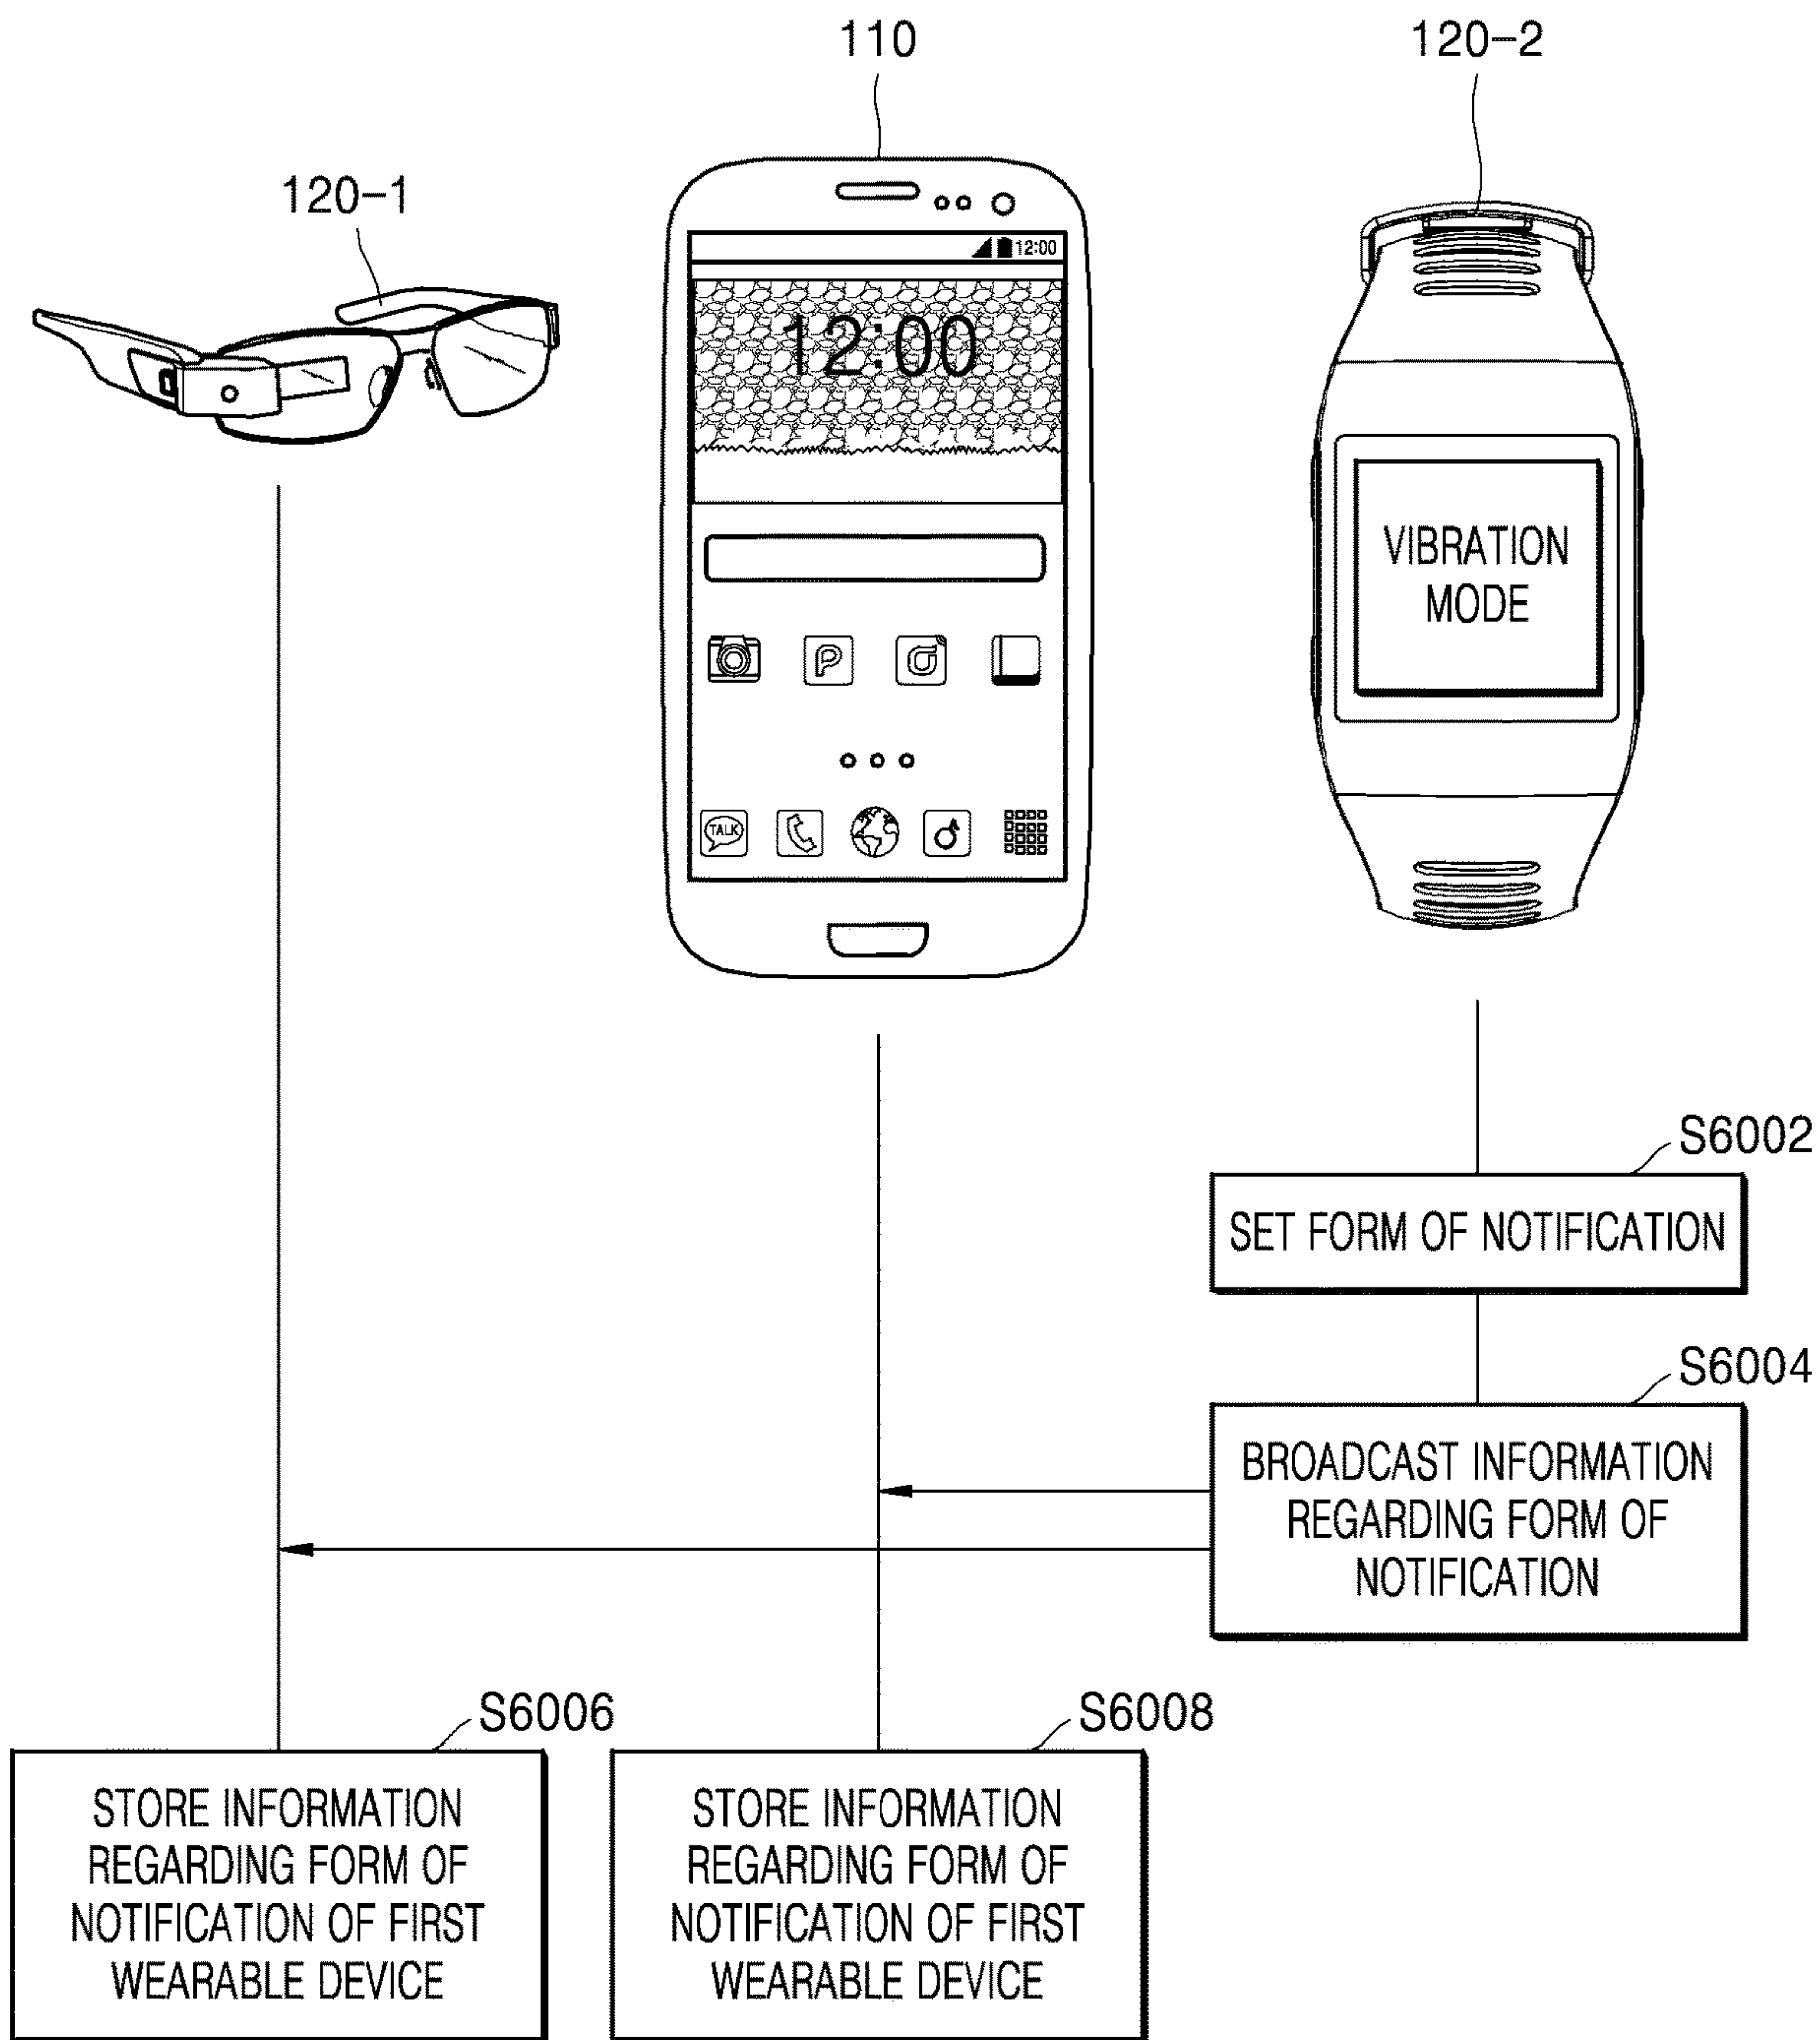 110
120-2
120-1
12:00
12:00
VIBRATION
MODE
P
TALK
S6002
SET FORM OF NOTIFICATION
S6004
BROADCAST INFORMATION
REGARDING FORM OF
NOTIFICATION
S6006
STORE INFORMATION
REGARDING FORM OF
NOTIFICATION OF FIRST
WEARABLE DEVICE
S6008
STORE INFORMATION
REGARDING FORM OF
NOTIFICATION OF FIRST
WEARABLE DEVICE